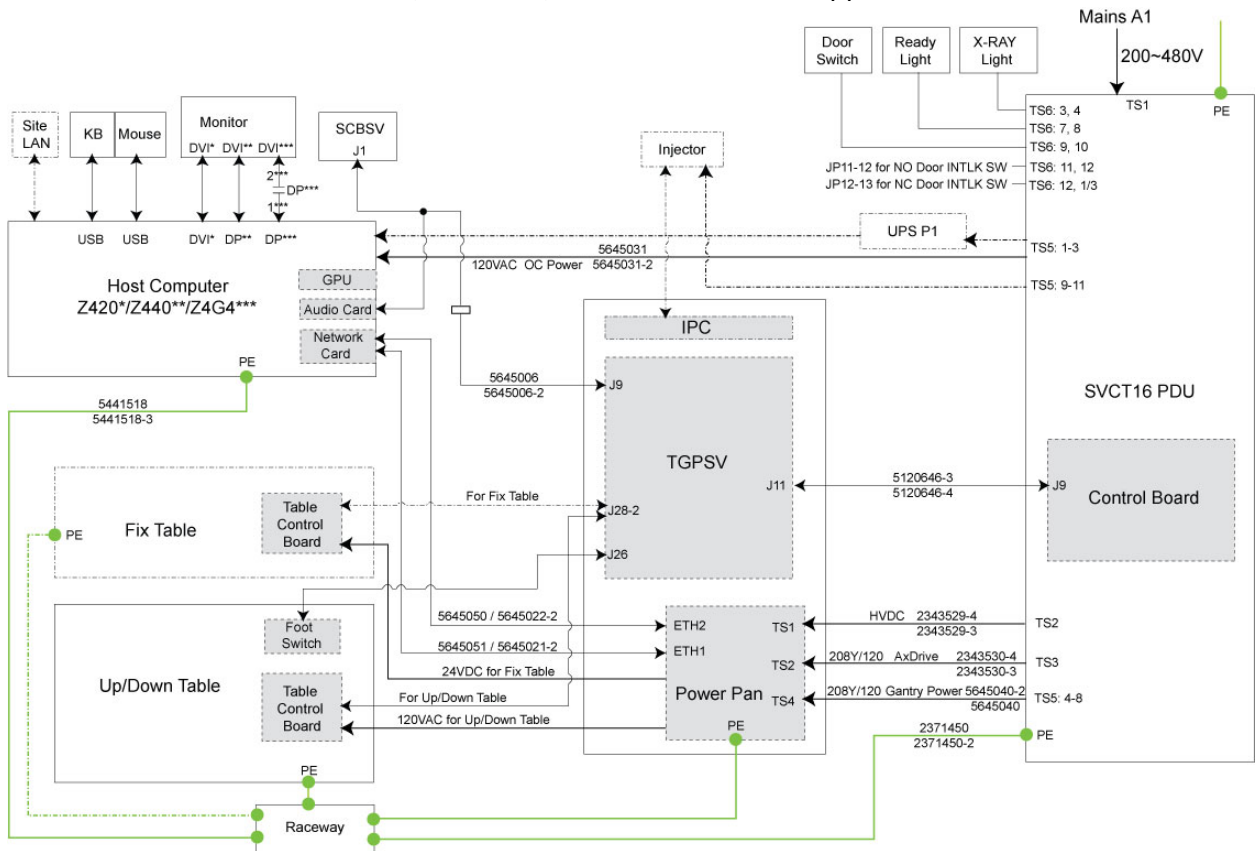 Mains A1
200~480V
Door
Switch
Ready
Light
X-RAY
Light
TS1
PE
TS6: 3, 4
TS6: 7, 8
TS6: 9, 10
JP11-12 for NO Door INTLK SW
TS6: 11, 12
JP12-13 for NC Door INTLK SW
TS6: 12, 1/3
Site
LAN
KB
Mouse
Monitor
DVI* DVI** DVI***
SCBSV
J1
Injector
2***
DP***
1***
USB USB DVI* DP** DP***
UPS P1
TS5: 1-3
5645031
120VAC OC Power 5645031-2
TS5: 9-11
Host Computer
Z420*/Z440**/Z4G4***
GPU
Audio Card
Network
Card
PE
IPC
5645006
5645006-2
J9
TGPSV
J11
5120646-3
5120646-4
SVCT16 PDU
J9
Control Board
5441518
5441518-3
Fix Table
PE
Table
Control
Board
For Fix Table
J28-2
J26
Up/Down Table
Foot
Switch
Table
Control
Board
5645050 / 5645022-2
5645051 / 5645021-2
24VDC for Fix Table
For Up/Down Table
120VAC for Up/Down Table
ETH2
ETH1
TS1
TS2
TS4
Power Pan
PE
HVDC 2343529-4
2343529-3
TS2
208Y/120 AxDrive 2343530-4
2343530-3
TS3
208Y/120 Gantry Power 5645040-2
5645040
TS5: 4-8
2371450
2371450-2
PE
PE
Raceway